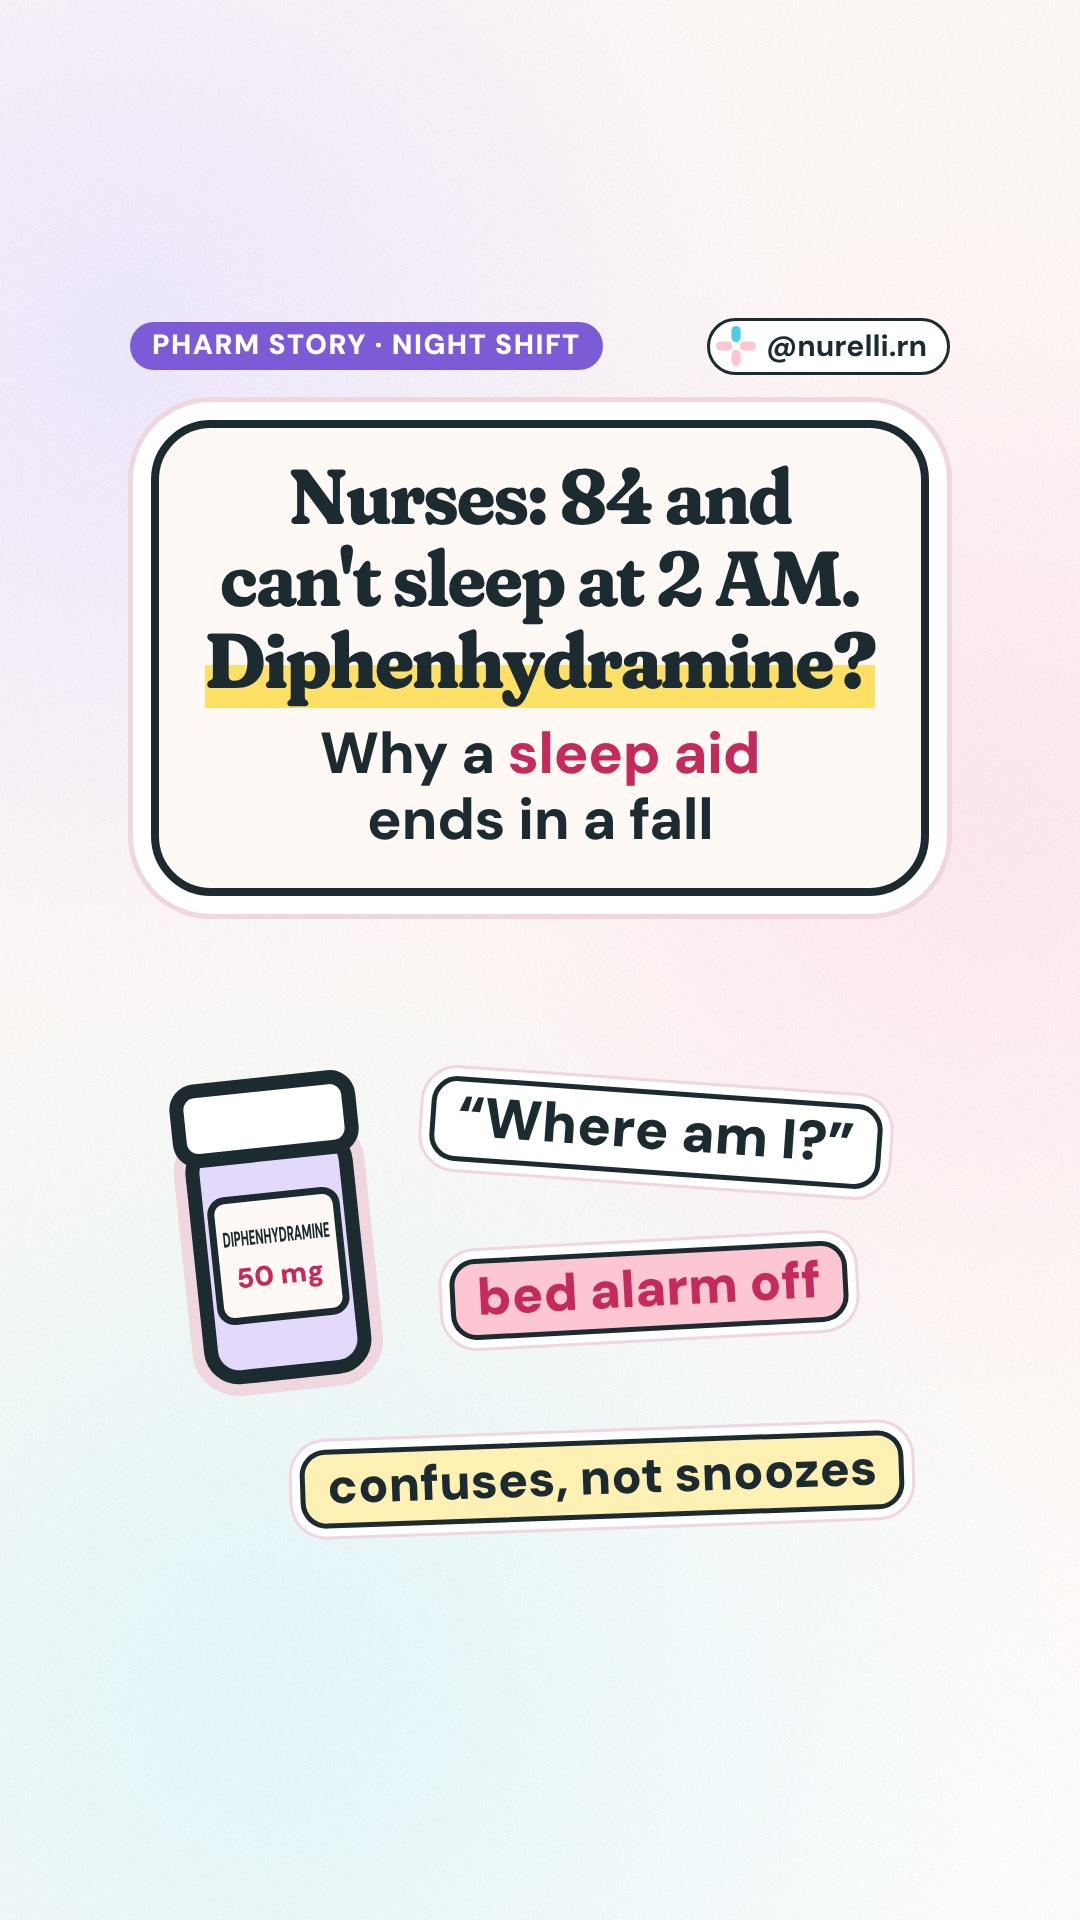 PHARM STORY · NIGHT SHIFT
@nurelli.rn
Nurses: 84 and
can't sleep at 2 AM.
Diphenhydramine?
Why a sleep aid
ends in a fall
“Where am I?”
DIPHENHYDRAMINE
50 mg
bed alarm off
confuses, not snoozes